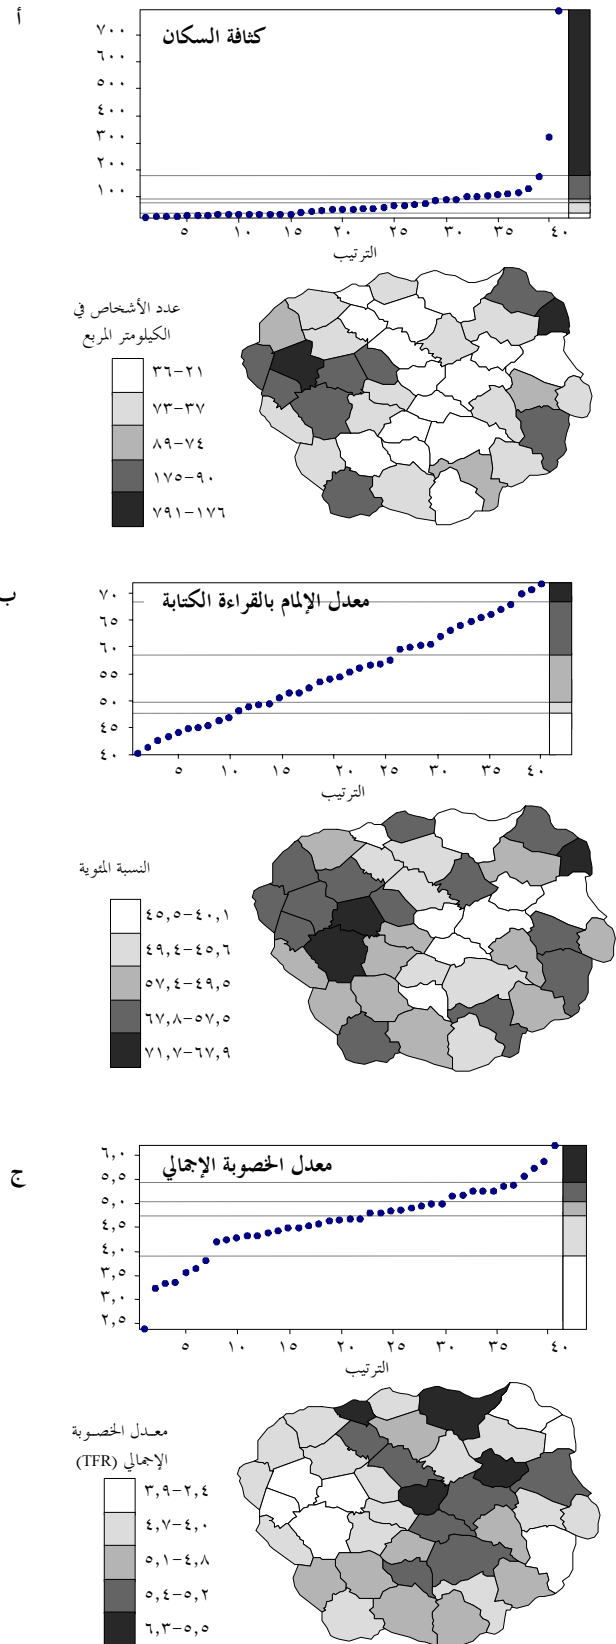 أ
كثافة السكان
٧٠٠
٦٠٠
٥٠٠
٤٠٠
٣٠٠
٢٠٠
١٠٠
٥ ١٠ ١٥ ٢٠ ٢٥ ٣٠ ٣٥ ٤٠
الترتيب
عدد الأشخاص في
الكيلومتر المربع
٢١-٣٦
٣٧-٧٣
٧٤-٨٩
٩٠-١٧٥
١٧٦-٧٩١
ب
معدل الإلمام بالقراءة الكتابة
٧٠
٦٥
٦٠
٥٥
٥٠
٤٥
٤٠
٥ ١٠ ١٥ ٢٠ ٢٥ ٣٠ ٣٥ ٤٠
الترتيب
النسبة المئوية
٤٠,١-٤٥,٥
٤٥,٦-٤٩,٤
٤٩,٥-٥٧,٤
٥٧,٥-٦٧,٨
٦٧,٩-٧١,٧
ج
معدل الخصوبة الإجمالي
٦,٠
٥,٥
٥,٠
٤,٥
٤,٠
٣,٥
٣,٠
٢,٥
٥ ١٠ ١٥ ٢٠ ٢٥ ٣٠ ٣٥ ٤٠
الترتيب
معـدل الخصـوبة
الإجمالي (TFR)
٢,٤-٣,٩
٤,٠-٤,٧
٤,٨-٥,١
٥,٢-٥,٤
٥,٥-٦,٣